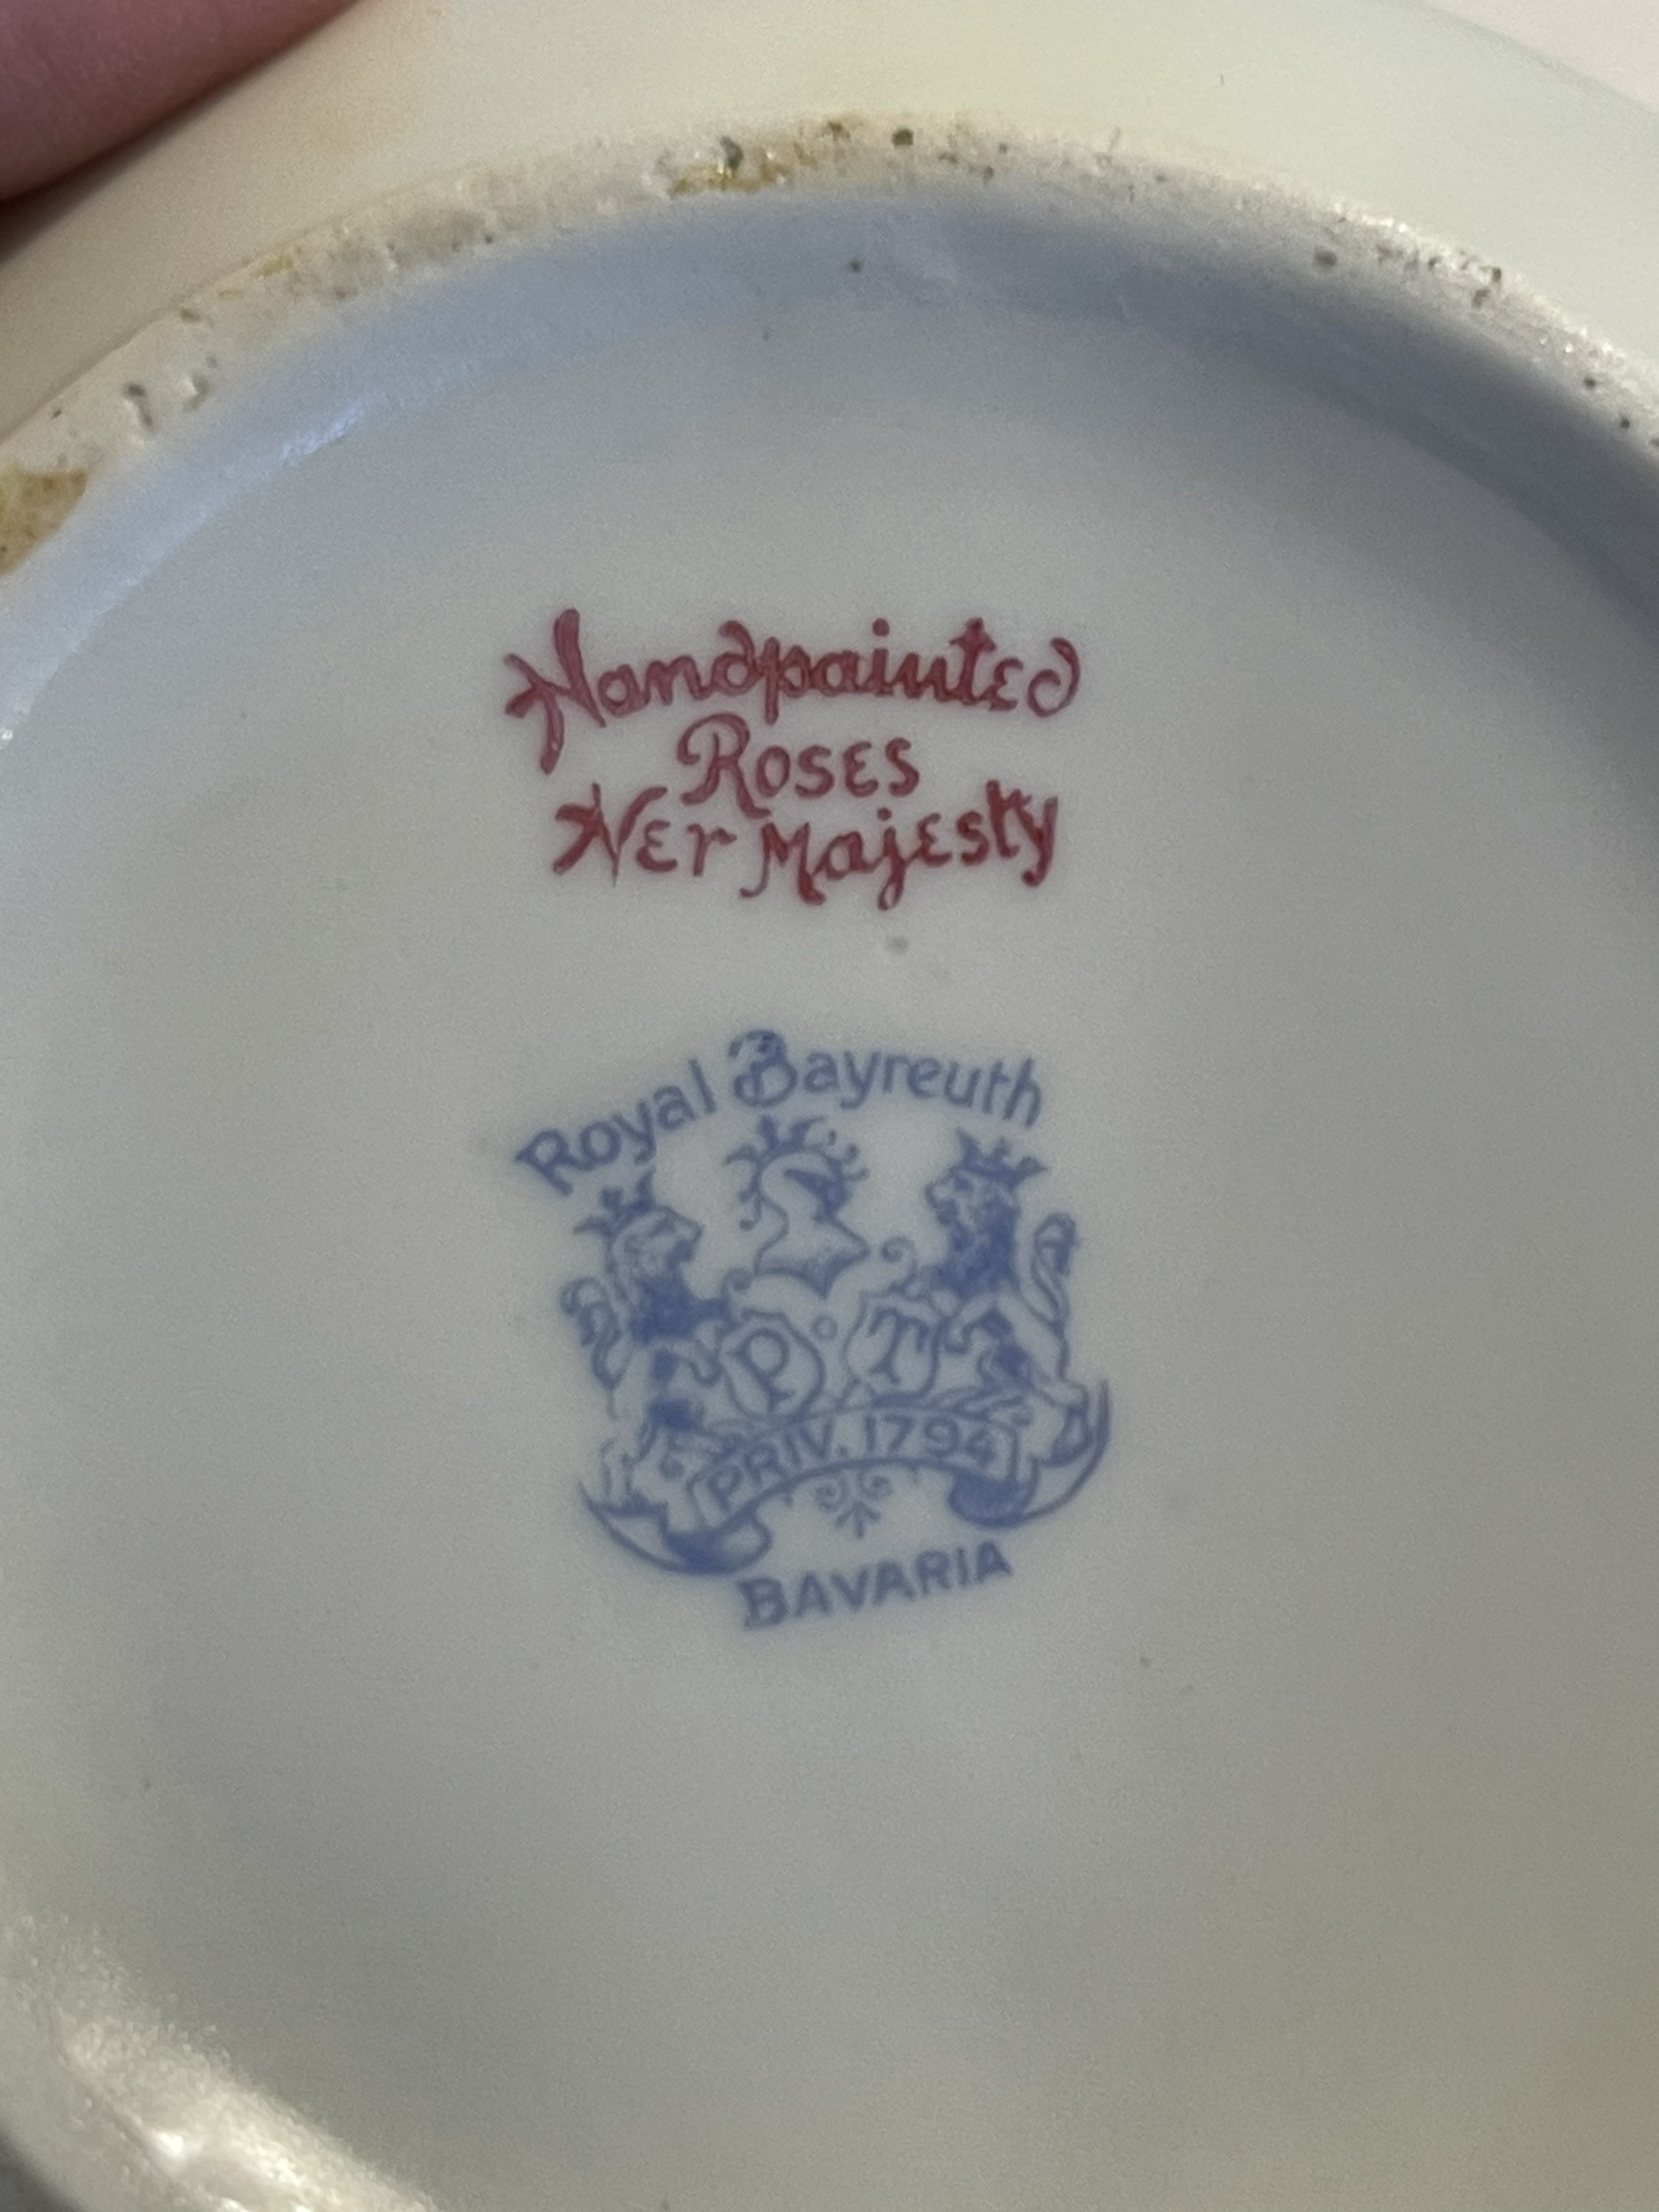 Handpainted
Roses
Her Majesty
Royal Bayreuth
P T
PRIV. 1794
BAVARIA